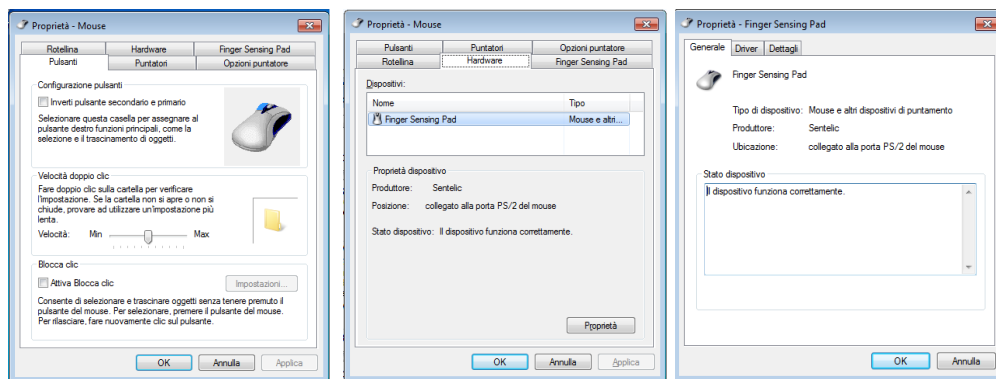 Proprietà - Mouse
Rotellina Hardware Finger Sensing Pad
Pulsanti Puntatori Opzioni puntatore
Configurazione pulsanti
Inverti pulsante secondario e primario
Selezionare questa casella per assegnare al
pulsante destro funzioni principali, come la
selezione e il trascinamento di oggetti.
Velocità doppio clic
Fare doppio clic sulla cartella per verificare
l'impostazione. Se la cartella non si apre o non si
chiude, provare ad utilizzare un'impostazione più
lenta.
Velocità: Min Max
Blocca clic
Attiva Blocca clic Impostazioni...
Consente di selezionare e trascinare oggetti senza tenere premuto il
pulsante del mouse. Per selezionare, premere il pulsante del mouse.
Per rilasciare, fare nuovamente clic sul pulsante.
OK Annulla Applica
Proprietà - Mouse
Pulsanti Puntatori Opzioni puntatore
Rotellina Hardware Finger Sensing Pad
Dispositivi:
Nome Tipo
Finger Sensing Pad Mouse e altri...
Proprietà dispositivo
Produttore: Sentelic
Posizione: collegato alla porta PS/2 del mouse
Stato dispositivo: Il dispositivo funziona correttamente.
Proprietà
OK Annulla Applica
Proprietà - Finger Sensing Pad
Generale Driver Dettagli
Finger Sensing Pad
Tipo di dispositivo: Mouse e altri dispositivi di puntamento
Produttore: Sentelic
Ubicazione: collegato alla porta PS/2 del mouse
Stato dispositivo
Il dispositivo funziona correttamente.
OK Annulla